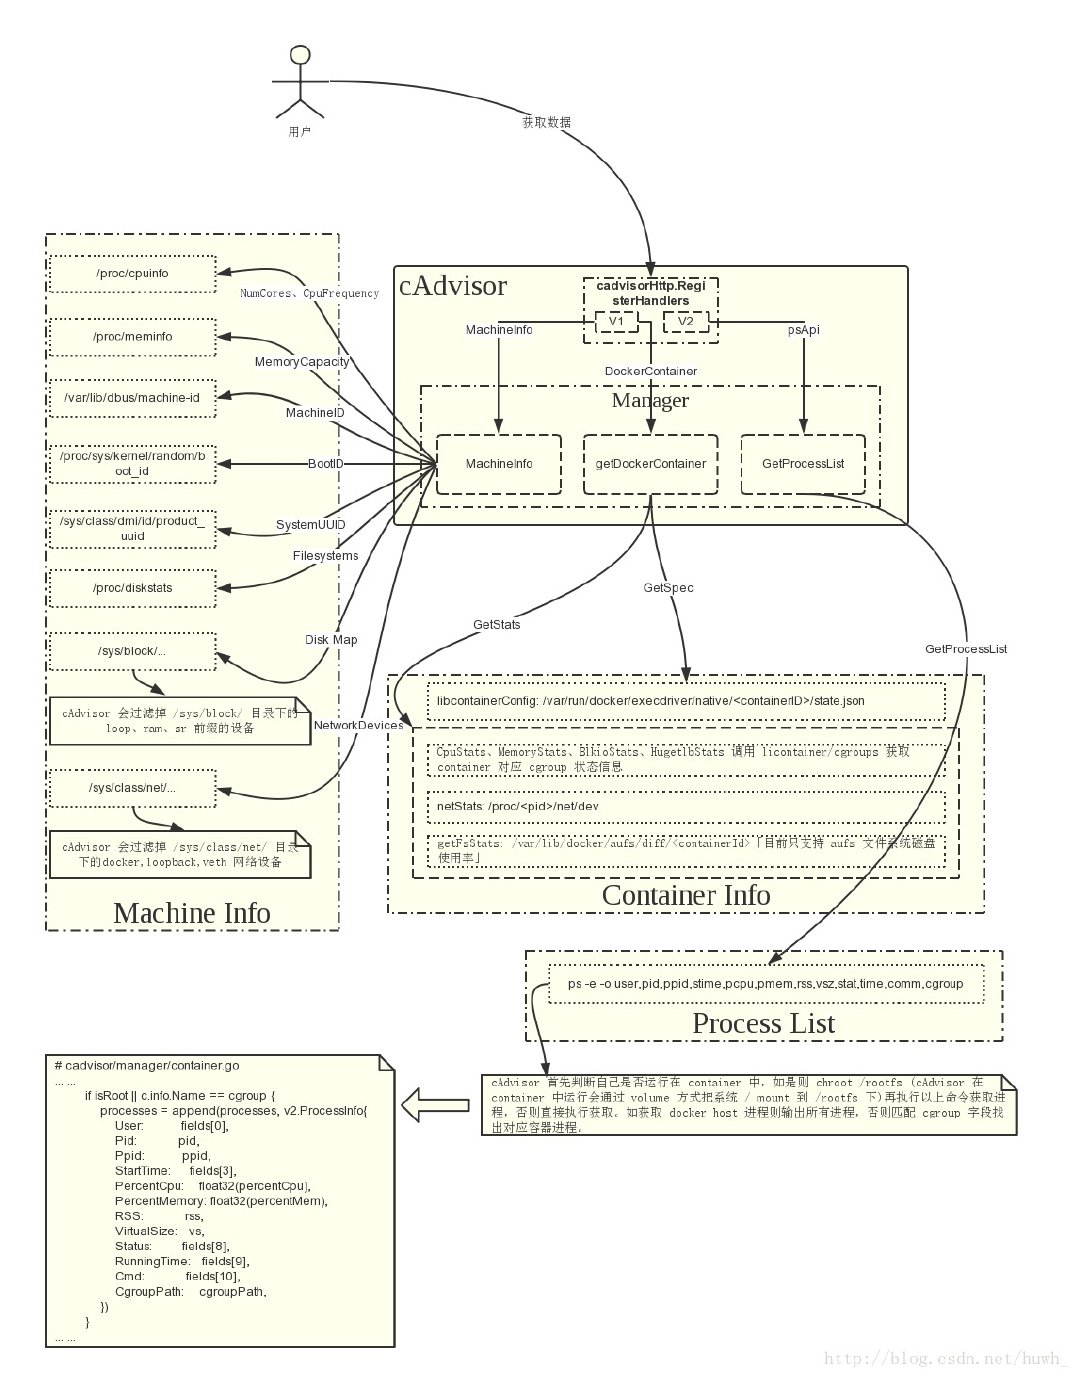 用户
获取数据
cAdvisor
cadvisorHttp.Regi
sterHandlers
V1
V2
MachineInfo
psApi
DockerContainer
Manager
MachineInfo
getDockerContainer
GetProcessList
/proc/cpuinfo
NumCores、CpuFrequency
/proc/meminfo
MemoryCapacity
/var/lib/dbus/machine-id
MachineID
/proc/sys/kernel/random/b
oot_id
BootID
/sys/class/dmi/id/product_
uuid
SystemUUID
Filesystems
/proc/diskstats
Disk Map
/sys/block/...
cAdvisor 会过滤掉 /sys/block/ 目录下的
loop、ram、sr 前缀的设备
NetworkDevices
/sys/class/net/...
cAdvisor 会过滤掉 /sys/class/net/ 目录
下的docker,loopback,veth 网络设备
Machine Info
GetSpec
GetStats
GetProcessList
libcontainerConfig: /var/run/docker/execdriver/native/<containerID>/state.json
CpuStats、MemoryStats、BlkioStats、HugetlbStats 调用 licontainer/cgroups 获取
container 对应 cgroup 状态信息
netStats: /proc/<pid>/net/dev
getFsStats: /var/lib/docker/aufs/diff/<containerId>「目前只支持 aufs 文件系统磁盘
使用率」
Container Info
ps -e -o user,pid,ppid,stime,pcpu,pmem,rss,vsz,stat,time,comm,cgroup
Process List
cAdvisor 首先判断自己是否运行在 container 中，如是则 chroot /rootfs (cAdvisor 在
container 中运行会通过 volume 方式把系统 / mount 到 /rootfs 下)再执行以上命令获取进
程，否则直接执行获取。如获取 docker host 进程则输出所有进程，否则匹配 cgroup 字段找
出对应容器进程.
# cadvisor/manager/container.go
... ...
if isRoot || c.info.Name == cgroup {
processes = append(processes, v2.ProcessInfo{
User: fields[0],
Pid: pid,
Ppid: ppid,
StartTime: fields[3],
PercentCpu: float32(percentCpu),
PercentMemory: float32(percentMem),
RSS: rss,
VirtualSize: vs,
Status: fields[8],
RunningTime: fields[9],
Cmd: fields[10],
CgroupPath: cgroupPath,
})
}
... ...
http://blog.csdn.net/huwh_